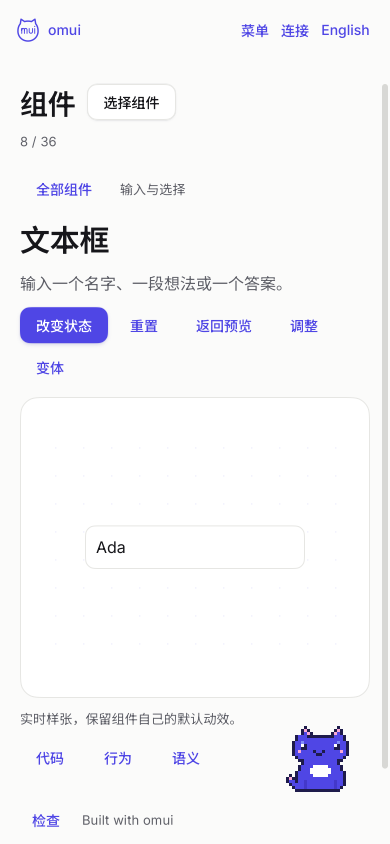 mui omui 菜单 连接 English
组件 选择组件
8 / 36
全部组件 输入与选择
文本框
输入一个名字、一段想法或一个答案。
改变状态 重置 返回预览 调整
变体
Ada
实时样张，保留组件自己的默认动效。
代码 行为 语义
检查 Built with omui